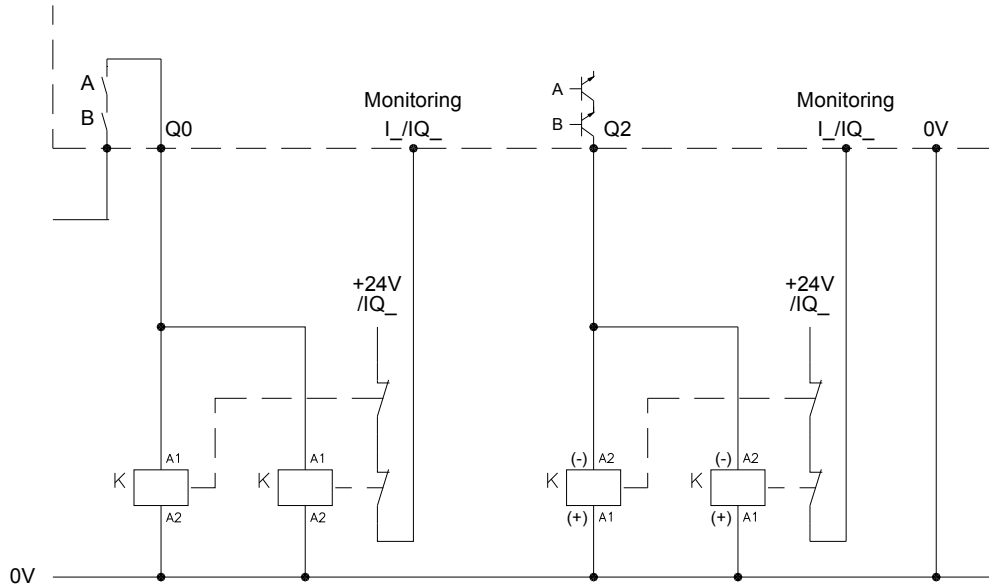 A
B
Q0
Monitoring
I_/IQ_
A
B
Q2
Monitoring
I_/IQ_
0V
+24V
/IQ_
+24V
/IQ_
K
A1
A2
K
A1
A2
K
(-) A2
(+) A1
K
(-) A2
(+) A1
0V